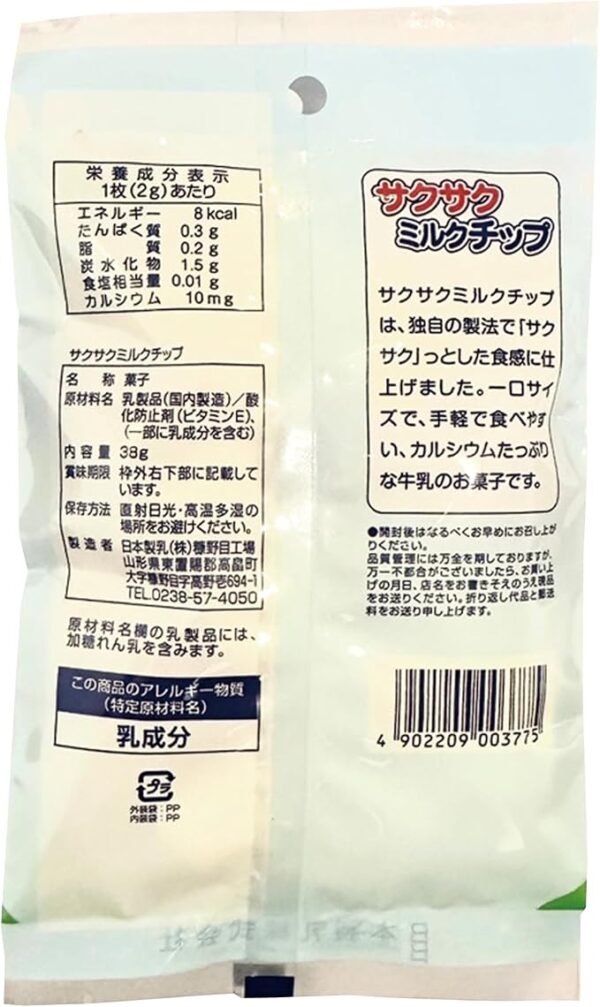 栄養成分表示
1枚(2g)あたり
エネルギー 8kcal
たんぱく質 0.3g
脂質 0.2g
炭水化物 1.5g
食塩相当量 0.01g
カルシウム 10mg
サクサクミルクチップ
名称 菓子
原材料名 乳製品(国内製造)/酸
化防止剤(ビタミンE)、
(一部に乳成分を含む)
内容量 38g
賞味期限 枠外右下部に記載して
います。
保存方法 直射日光・高温多湿の
場所をお避けください。
製造者 日本製乳(株)糠野目工場
山形県東置賜郡高畠町
大字糠野目字高野壱694-1
TEL.0238-57-4050
原材料名欄の乳製品には、
加糖れん乳を含みます。
この商品のアレルギー物質
(特定原材料名)
乳成分
プラ
外装袋:PP
内装袋:PP
サクサク
ミルクチップ
サクサクミルクチップ
は、独自の製法で「サク
サク」っとした食感に仕
上げました。一口サイ
ズで、手軽で食べやす
い、カルシウムたっぷり
な牛乳のお菓子です。
●開封後はなるべくお早めにお召し上が
りください。
品質管理には万全を期しておりますが、
万一不都合がございましたら、お買い上
げの月日、店名をお書きそえのうえ現品
をお送りください。折り返し代品と郵送
料をお送り申し上げます。
4 902209 003775